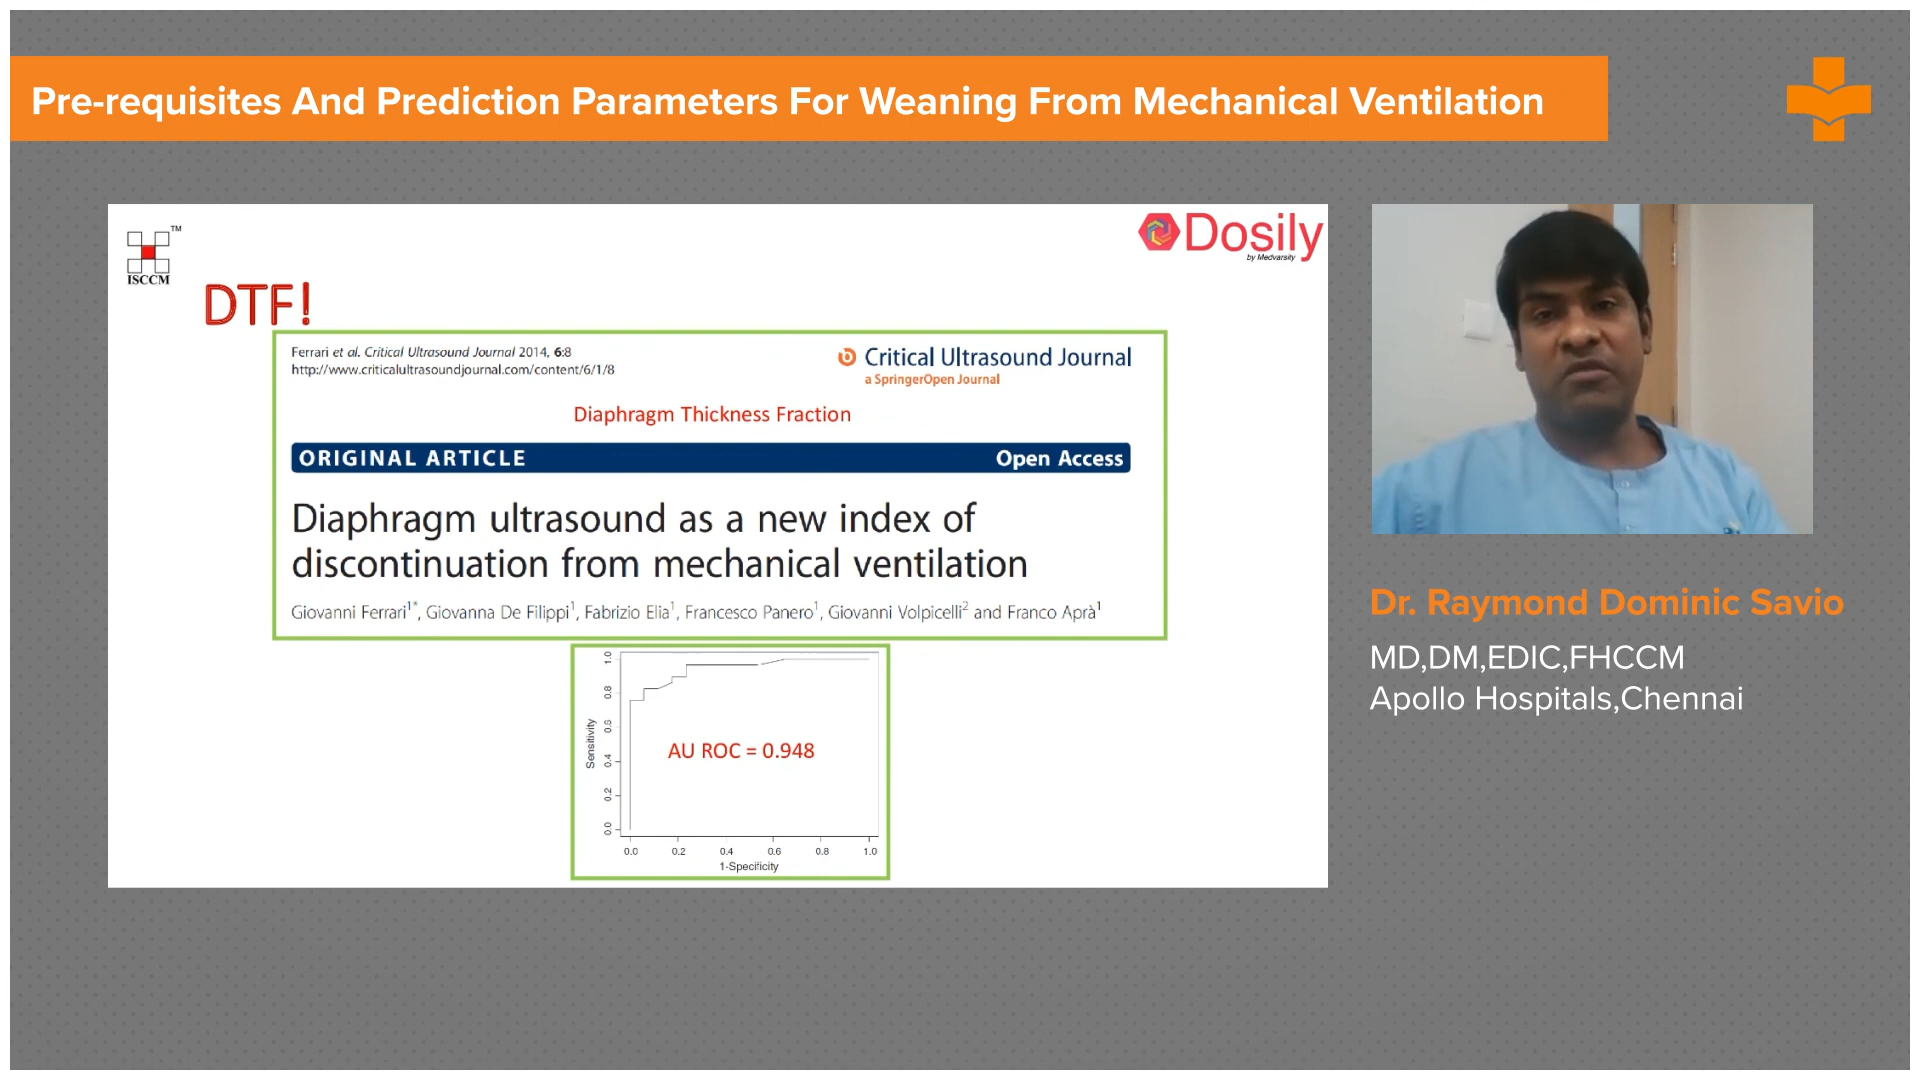 Pre-requisites And Prediction Parameters For Weaning From Mechanical Ventilation
TM
ISCCM
Dosily
by Medvarsity
DTF!
Ferrari et al. Critical Ultrasound Journal 2014, 6:8
http://www.criticalultrasoundjournal.com/content/6/1/8
Critical Ultrasound Journal
a SpringerOpen Journal
Diaphragm Thickness Fraction
ORIGINAL ARTICLE
Open Access
Diaphragm ultrasound as a new index of
discontinuation from mechanical ventilation
Giovanni Ferrari1*, Giovanna De Filippi1, Fabrizio Elia1, Francesco Panero1, Giovanni Volpicelli2 and Franco Aprà1
1.0
0.8
0.6
0.4
0.2
0.0
Sensitivity
AU ROC = 0.948
0.0 0.2 0.4 0.6 0.8 1.0
1-Specificity
Dr. Raymond Dominic Savio
MD,DM,EDIC,FHCCM
Apollo Hospitals,Chennai